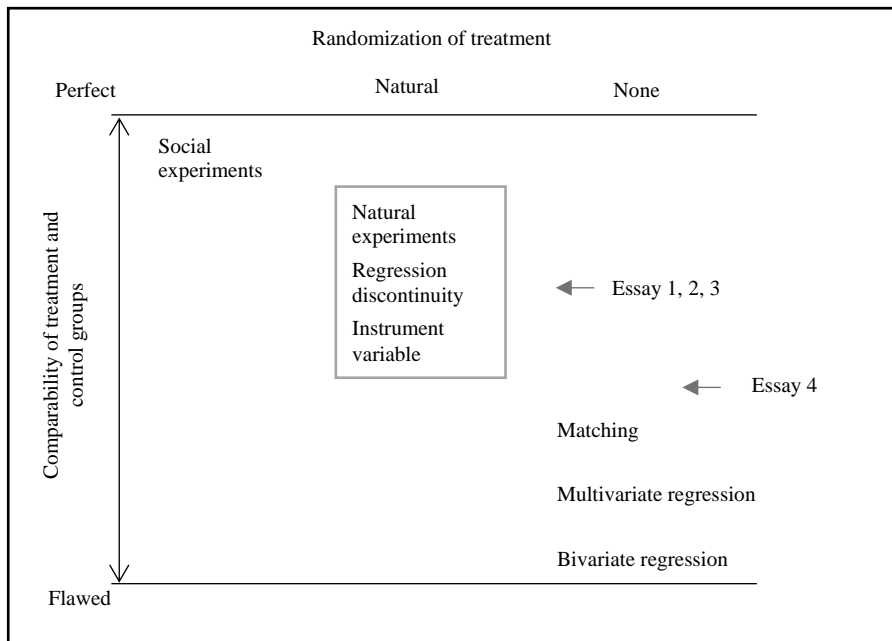 Randomization of treatment
Perfect
Natural
None
Social
experiments
Natural
experiments
Regression
discontinuity
Instrument
variable
Essay 1, 2, 3
Essay 4
Matching
Multivariate regression
Bivariate regression
Comparability of treatment and
control groups
Flawed